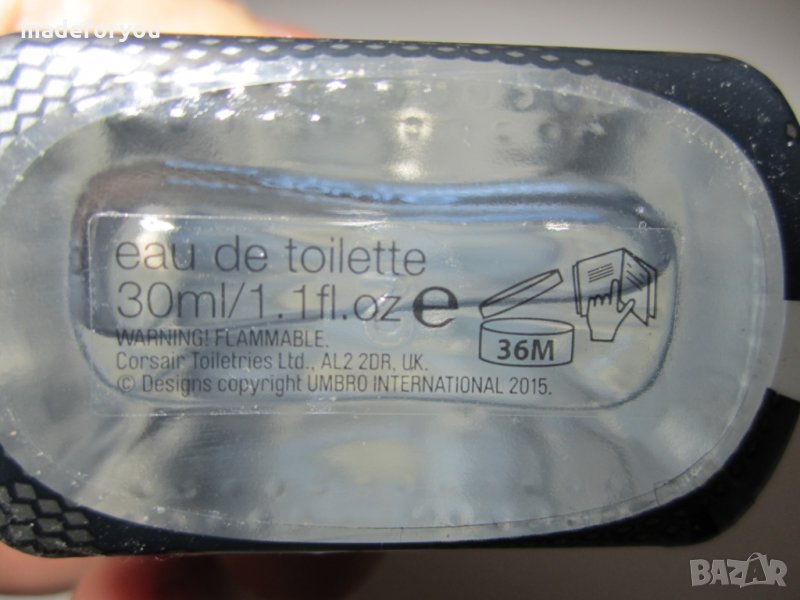 madeforyou
eau de toilette
30ml/1.1fl.oz e
36M
WARNING! FLAMMABLE.
Corsair Toiletries Ltd., AL2 2DR, UK.
© Designs copyright UMBRO INTERNATIONAL 2015.
BAZAR